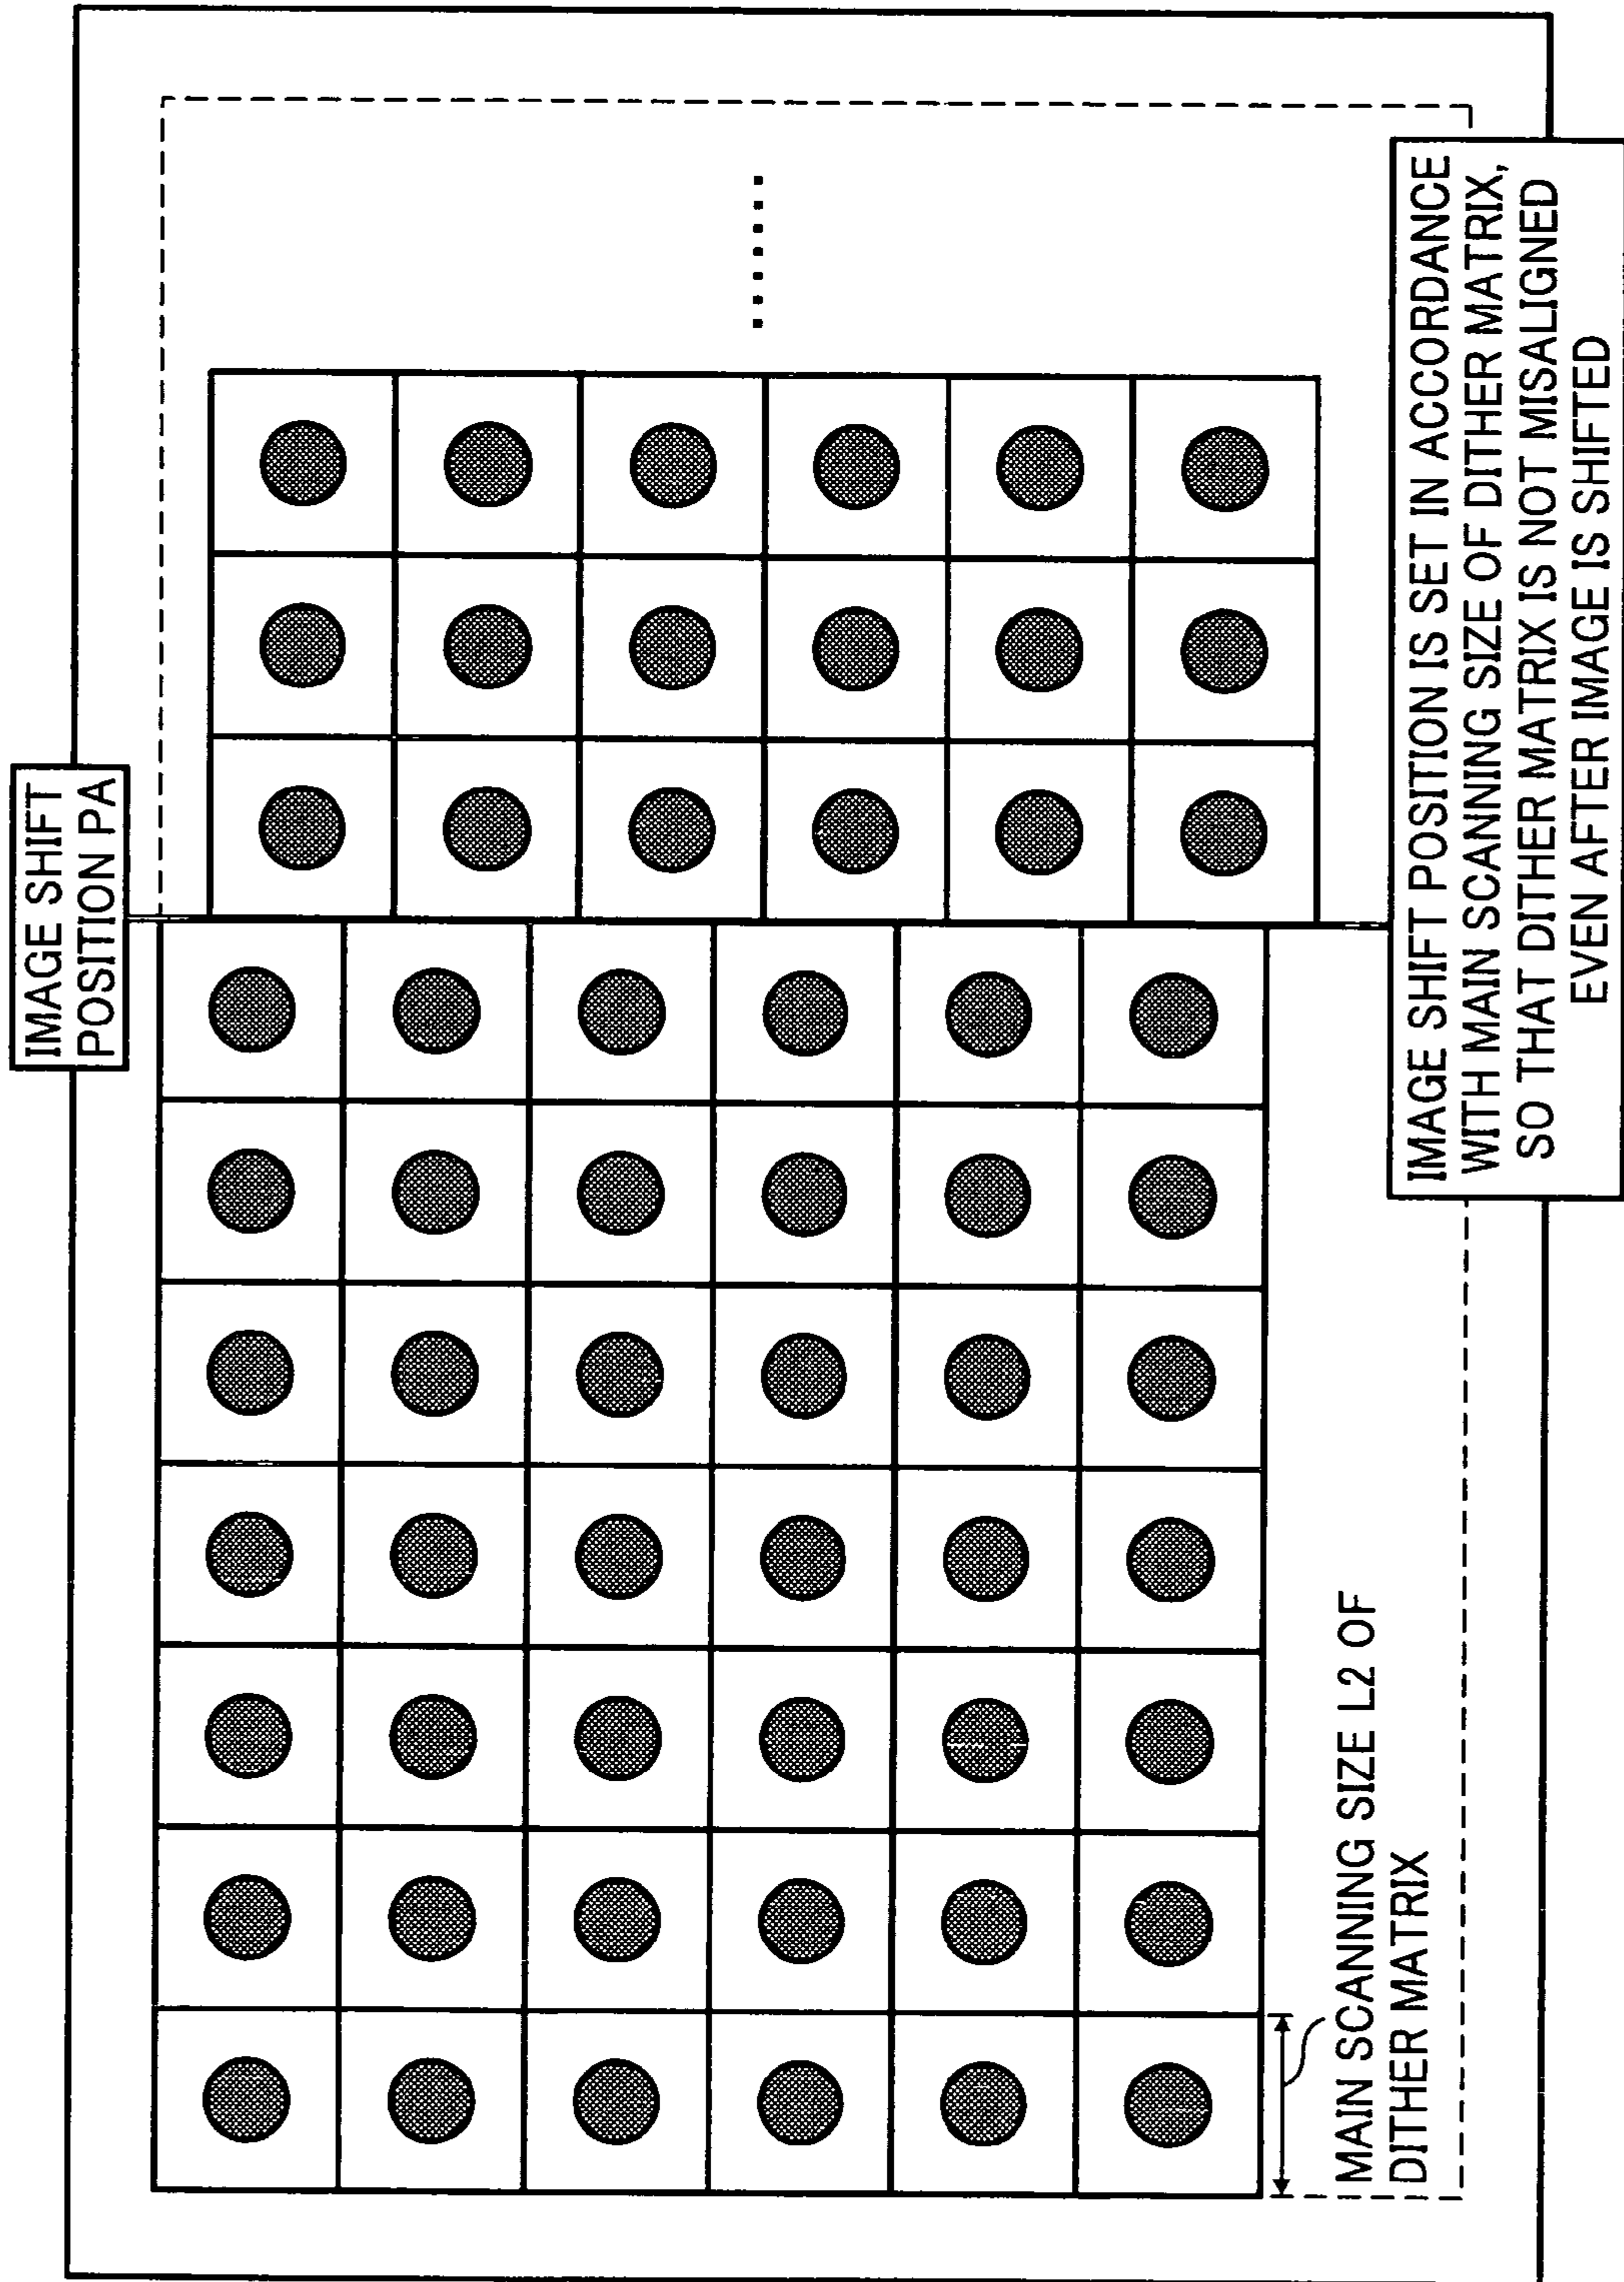 IMAGE SHIFT
POSITION PA
IMAGE SHIFT POSITION IS SET IN ACCORDANCE
WITH MAIN SCANNING SIZE OF DITHER MATRIX,
SO THAT DITHER MATRIX IS NOT MISALIGNED
EVEN AFTER IMAGE IS SHIFTED
MAIN SCANNING SIZE L2 OF
DITHER MATRIX